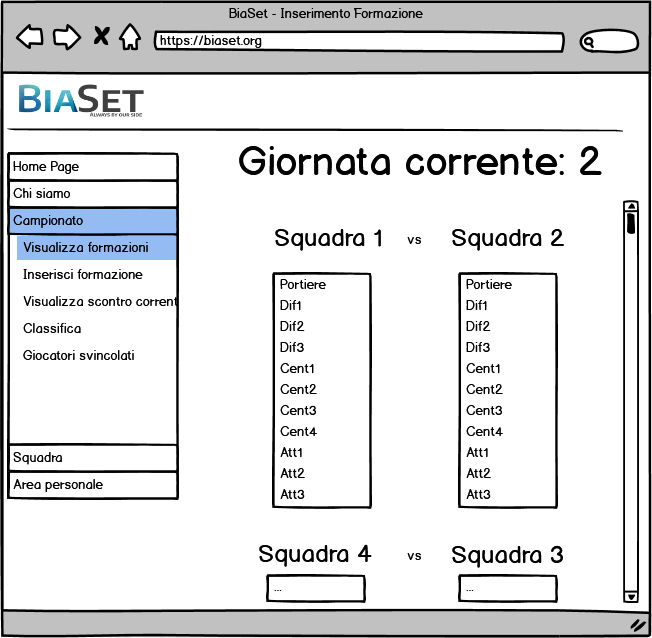 BiaSet - Inserimento Formazione
https://biaset.org
BIASET
ALWAYS BY OUR SIDE
Home Page
Chi siamo
Campionato
Visualizza formazioni
Inserisci formazione
Visualizza scontro corrent
Classifica
Giocatori svincolati
Squadra
Area personale
Giornata corrente: 2
Squadra 1 vs Squadra 2
Portiere
Dif1
Dif2
Dif3
Cent1
Cent2
Cent3
Cent4
Att1
Att2
Att3
Portiere
Dif1
Dif2
Dif3
Cent1
Cent2
Cent3
Cent4
Att1
Att2
Att3
Squadra 4 vs Squadra 3
...
...